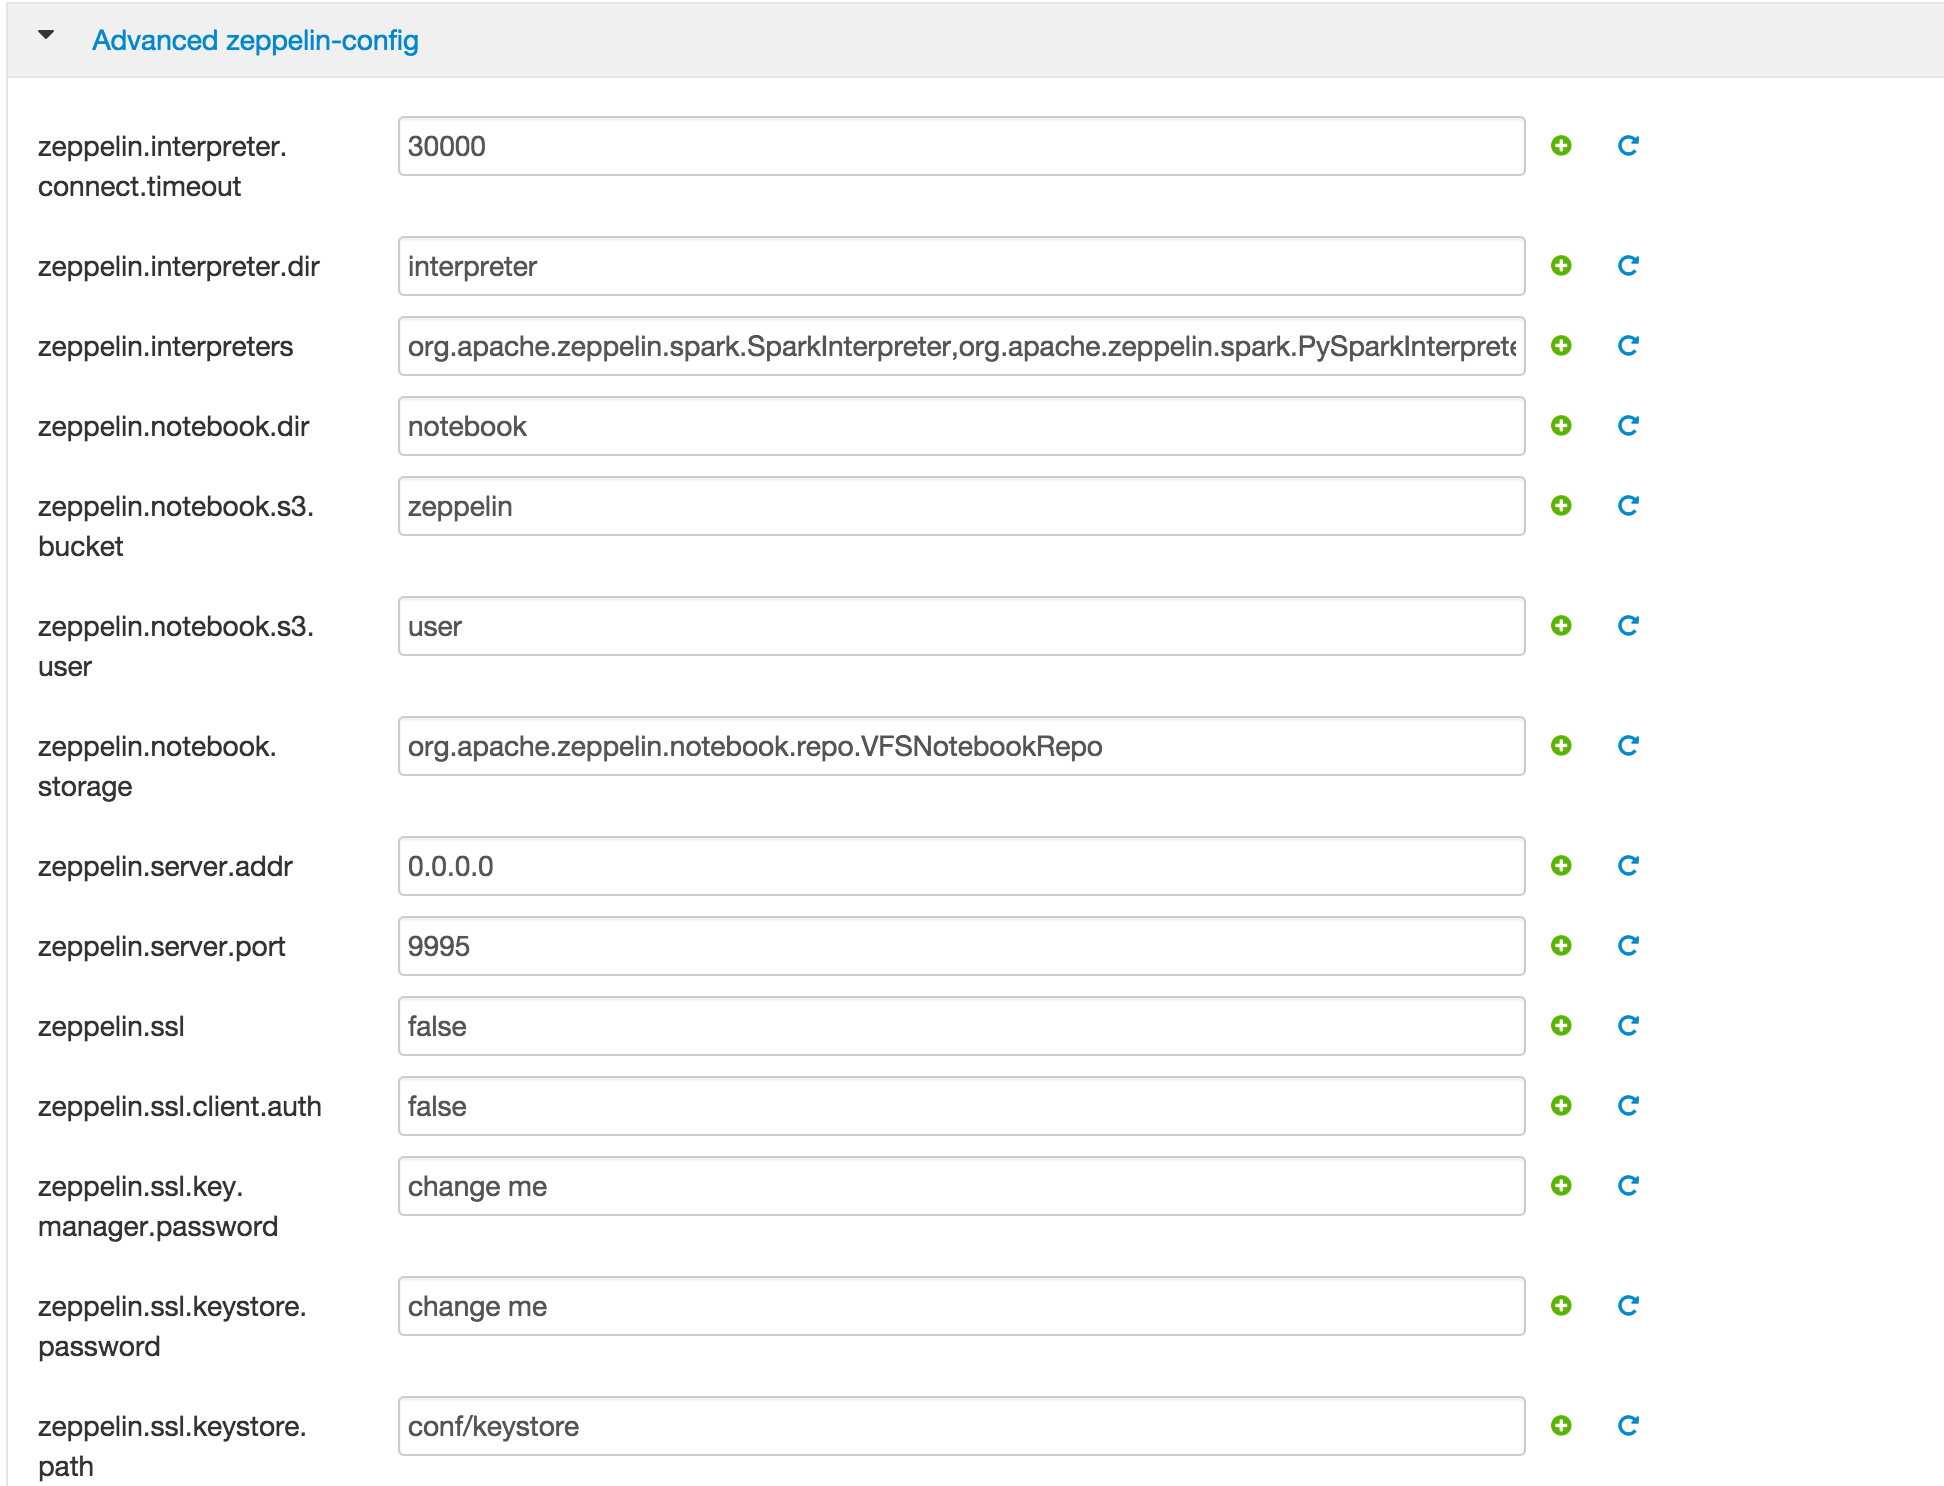 Advanced zeppelin-config
zeppelin.interpreter.
connect.timeout
30000
zeppelin.interpreter.dir
interpreter
zeppelin.interpreters
org.apache.zeppelin.spark.SparkInterpreter,org.apache.zeppelin.spark.PySparkInterprete
zeppelin.notebook.dir
notebook
zeppelin.notebook.s3.
bucket
zeppelin
zeppelin.notebook.s3.
user
user
zeppelin.notebook.
storage
org.apache.zeppelin.notebook.repo.VFSNotebookRepo
zeppelin.server.addr
0.0.0.0
zeppelin.server.port
9995
zeppelin.ssl
false
zeppelin.ssl.client.auth
false
zeppelin.ssl.key.
manager.password
change me
zeppelin.ssl.keystore.
password
change me
zeppelin.ssl.keystore.
path
conf/keystore